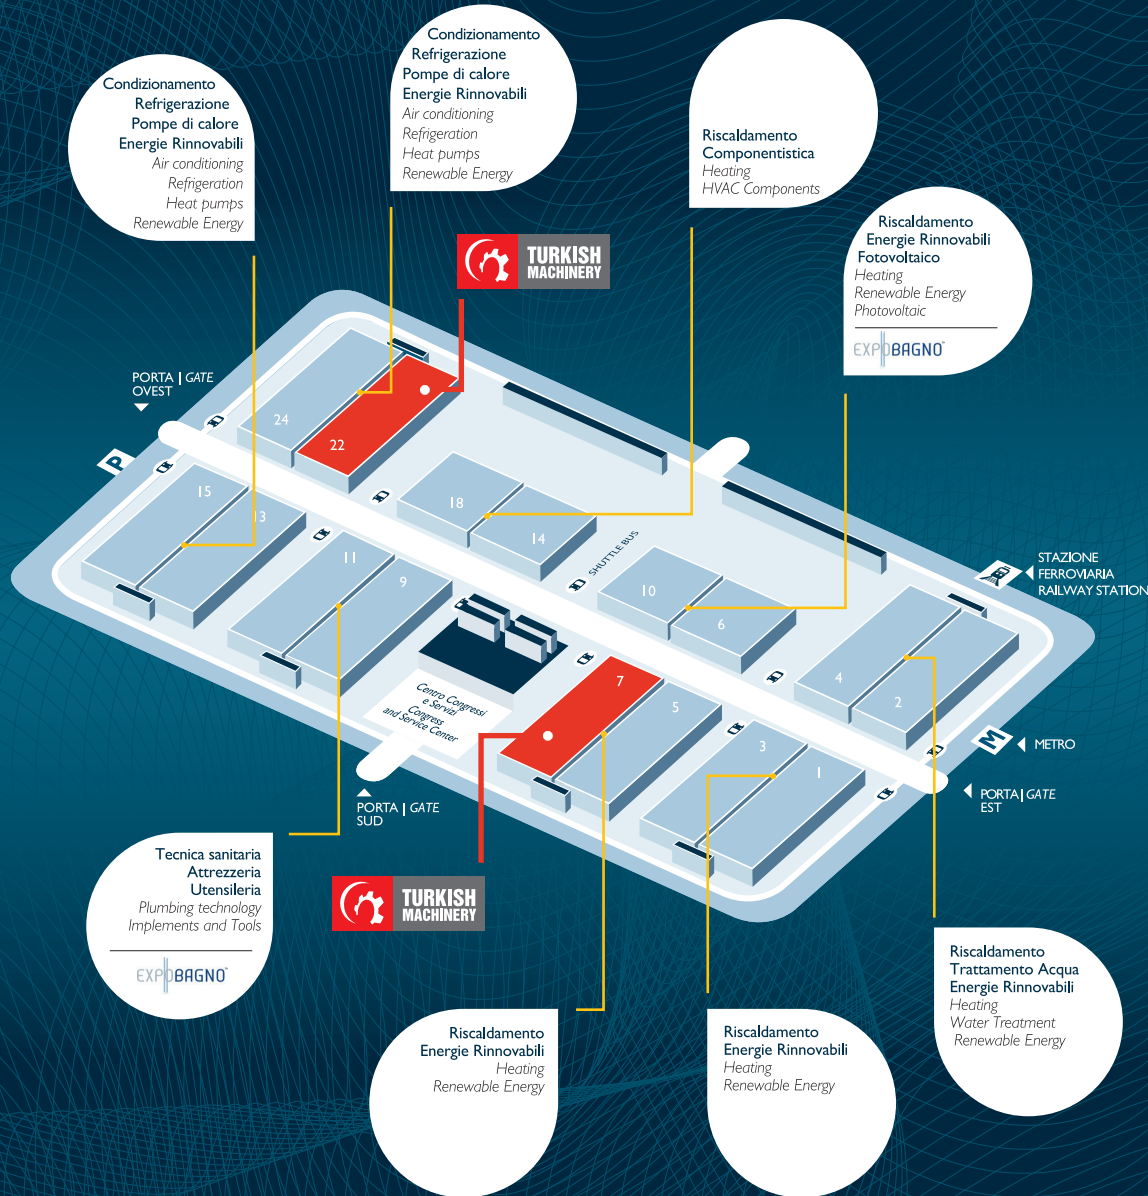 Condizionamento
Refrigerazione
Pompe di calore
Energie Rinnovabili
Air conditioning
Refrigeration
Heat pumps
Renewable Energy
Condizionamento
Refrigerazione
Pompe di calore
Energie Rinnovabili
Air conditioning
Refrigeration
Heat pumps
Renewable Energy
Riscaldamento
Componentistica
Heating
HVAC Components
Riscaldamento
Energie Rinnovabili
Fotovoltaico
Heating
Renewable Energy
Photovoltaic
EXPOBAGNO™
TURKISH
MACHINERY
PORTA | GATE
OVEST
P
24
22
15
13
18
14
11
9
SHUTTLE BUS
10
6
4
2
7
5
3
1
STAZIONE
FERROVIARIA
RAILWAY STATION
Centro Congressi
e Servizi
Congress
and Service Center
M
METRO
PORTA | GATE
EST
PORTA | GATE
SUD
Tecnica sanitaria
Attrezzeria
Utensileria
Plumbing technology
Implements and Tools
EXPOBAGNO™
TURKISH
MACHINERY
Riscaldamento
Energie Rinnovabili
Heating
Renewable Energy
Riscaldamento
Energie Rinnovabili
Heating
Renewable Energy
Riscaldamento
Trattamento Acqua
Energie Rinnovabili
Heating
Water Treatment
Renewable Energy